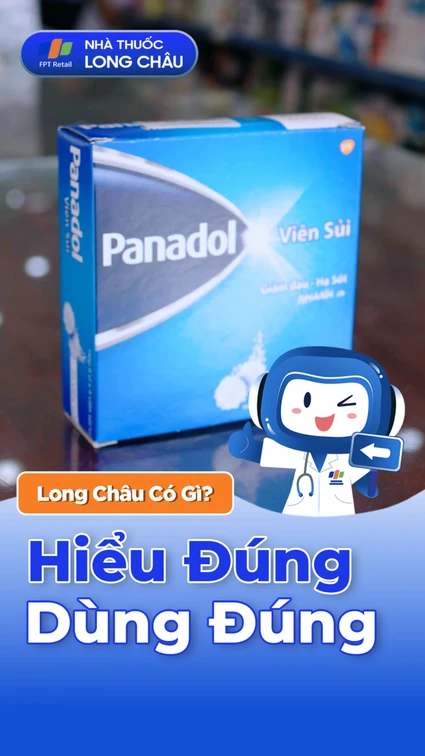 FPT Retail
NHÀ THUỐC
LONG CHÂU
Panadol
Viên Sủi
Panadol
Viên Sủi
Giảm đau - Hạ Sốt
Long Châu Có Gì?
Hiểu Đúng
Dùng Đúng